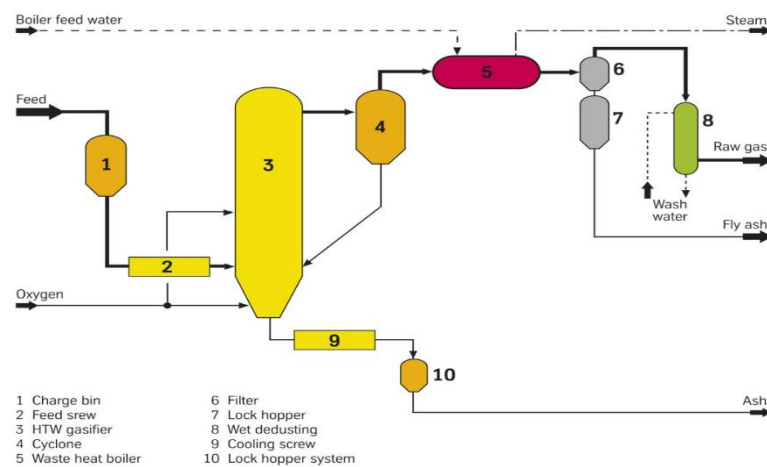 Boiler feed water
Steam
Feed
1
2
3
4
5
6
7
8
Raw gas
Wash
water
Fly ash
Oxygen
9
10
Ash
1 Charge bin
2 Feed srew
3 HTW gasifier
4 Cyclone
5 Waste heat boiler
6 Filter
7 Lock hopper
8 Wet dedusting
9 Cooling screw
10 Lock hopper system